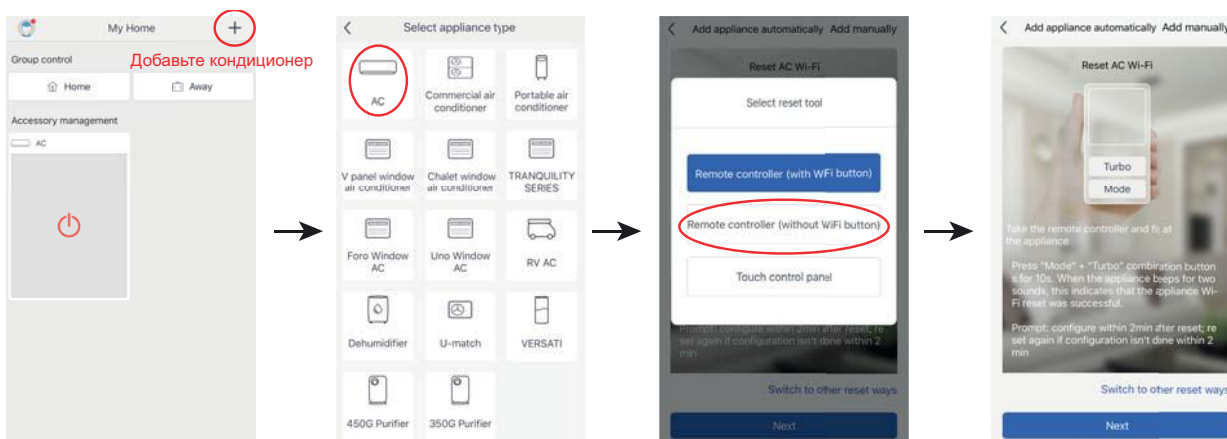 My Home
+
Добавьте кондиционер
Group control
Home
Away
Accessory management
AC
Select appliance type
AC
Commercial air
conditioner
Portable air
conditioner
V panel window
air conditioner
Chalet window
air conditioner
TRANQUILITY
SERIES
Foro Window
AC
Uno Window
AC
RV AC
Dehumidifier
U-match
VERSATI
450G Purifier
350G Purifier
Add appliance automatically Add manually
Reset AC Wi-Fi
Select reset tool
Remote controller (with WFi button)
Remote controller (without WiFi button)
Touch control panel
Prompt: configure within 2min after reset; re
set again if configuration isn't done within 2
min
Switch to other reset ways
Next
Add appliance automatically Add manually
Reset AC Wi-Fi
Turbo
Mode
Take the remote controller and fit at
the appliance
Press "Mode" + "Turbo" combiration button
s for 10s. When the appliance beeps for two
sounds, this indicates that the appliance Wi-
Fi reset was successful.
Prompt: configure within 2min after reset; re
set again if configuration isn't done within 2
min
Switch to other reset ways
Next